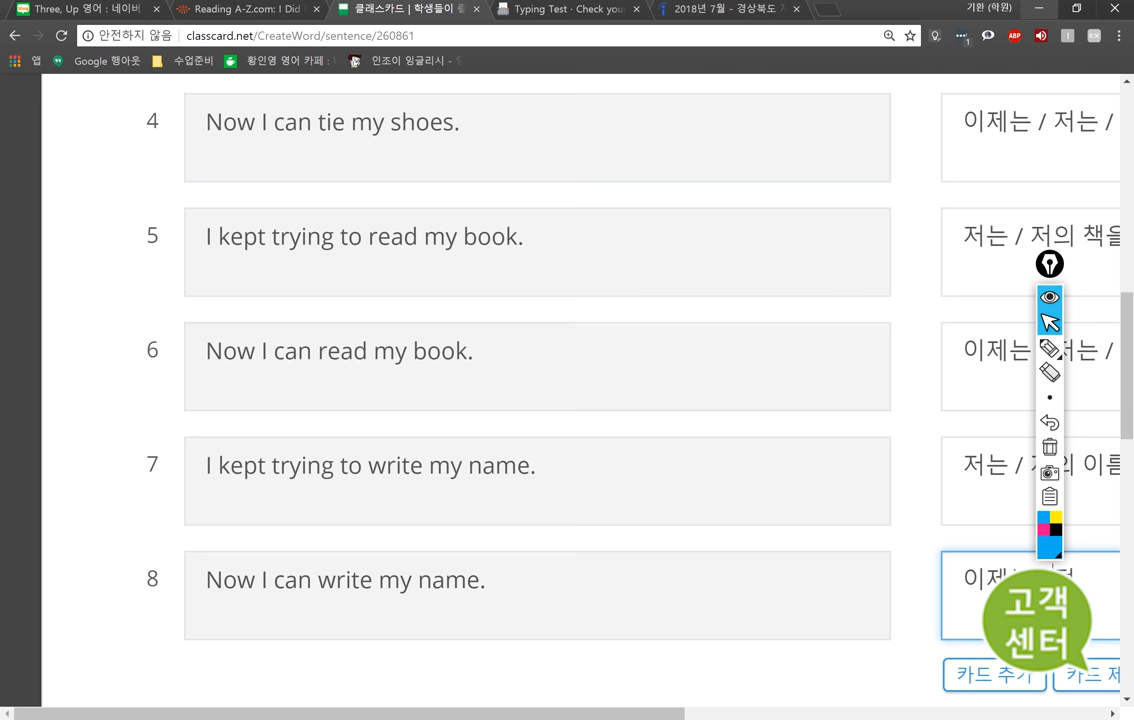 Three, Up 영어 : 네이버
Reading A-Z.com: I Did
클래스카드 | 학생들이
Typing Test · Check you
2018년 7월 - 경상북도
기환 (학원)
안전하지 않음 classcard.net/CreateWord/sentence/260861
ABP
앱 Google 행아웃 수업준비 황인영 영어 카페 : 인조이 잉글리시 -
4 Now I can tie my shoes. 이제는 / 저는 /
5 I kept trying to read my book. 저는 / 저의 책을
6 Now I can read my book. 이제는 / 저는 /
7 I kept trying to write my name. 저는 / 저의 이름
8 Now I can write my name.
고객
센터
카드 추가
카드